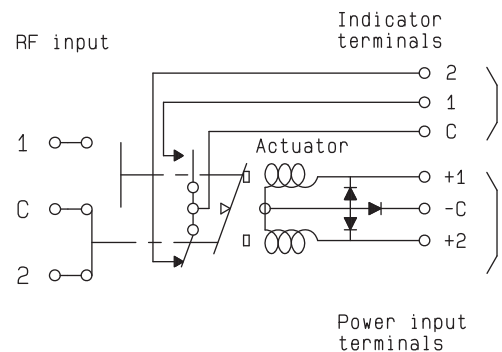 Indicator
terminals
RF input
2
1
C
Actuator
1
C
2
+1
-C
+2
Power input
terminals